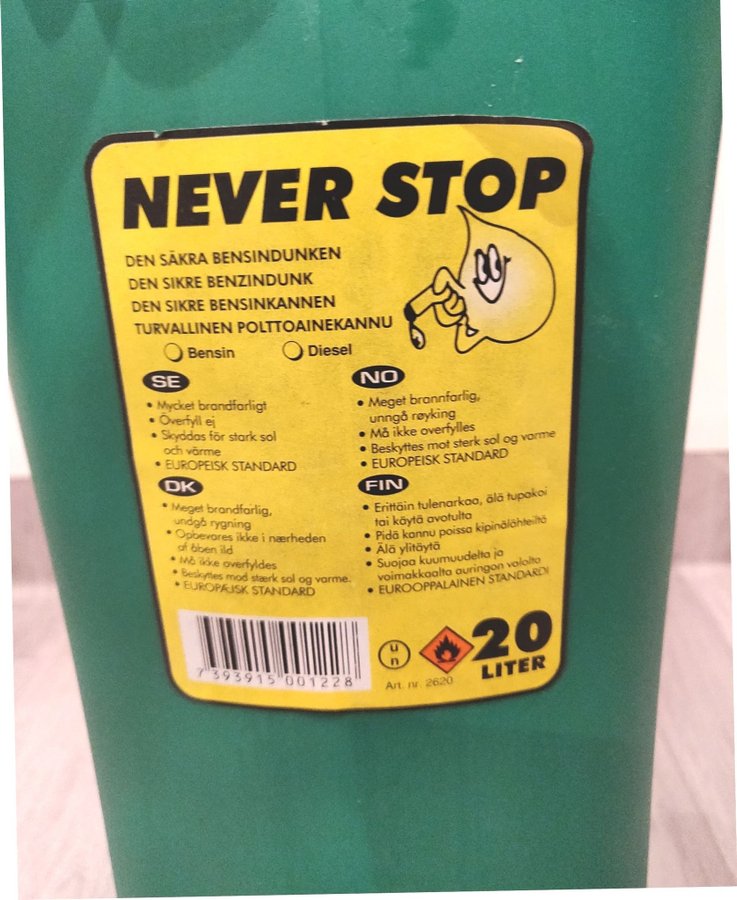 NEVER STOP
DEN SÄKRA BENSINDUNKEN
DEN SIKRE BENZINDUNK
DEN SIKRE BENSINKANNEN
TURVALLINEN POLTTOAINEKANNU
Bensin Diesel
SE
• Mycket brandfarligt
• Överfyll ej
• Skyddas för stark sol
och värme
• EUROPEISK STANDARD
NO
• Meget brannfarlig,
unngå røyking
• Må ikke overfylles
• Beskyttes mot sterk sol og varme
• EUROPEISK STANDARD
DK
• Meget brandfarlig,
undgå rygning
• Opbevares ikke i nærheden
af åben ild
• Må ikke overfyldes
• Beskyttes mod stærk sol og varme.
• EUROPÆJSK STANDARD
FIN
• Erittäin tulenarkaa, älä tupakoi
tai käytä avotulta
• Pidä kannu poissa kipinälähteiltä
• Älä ylitäytä
• Suojaa kuumuudelta ja
voimakkaalta auringon valolta
• EUROOPPALAINEN STANDARDI
7 393915 001228
un
Art. nr. 2620
20
LITER